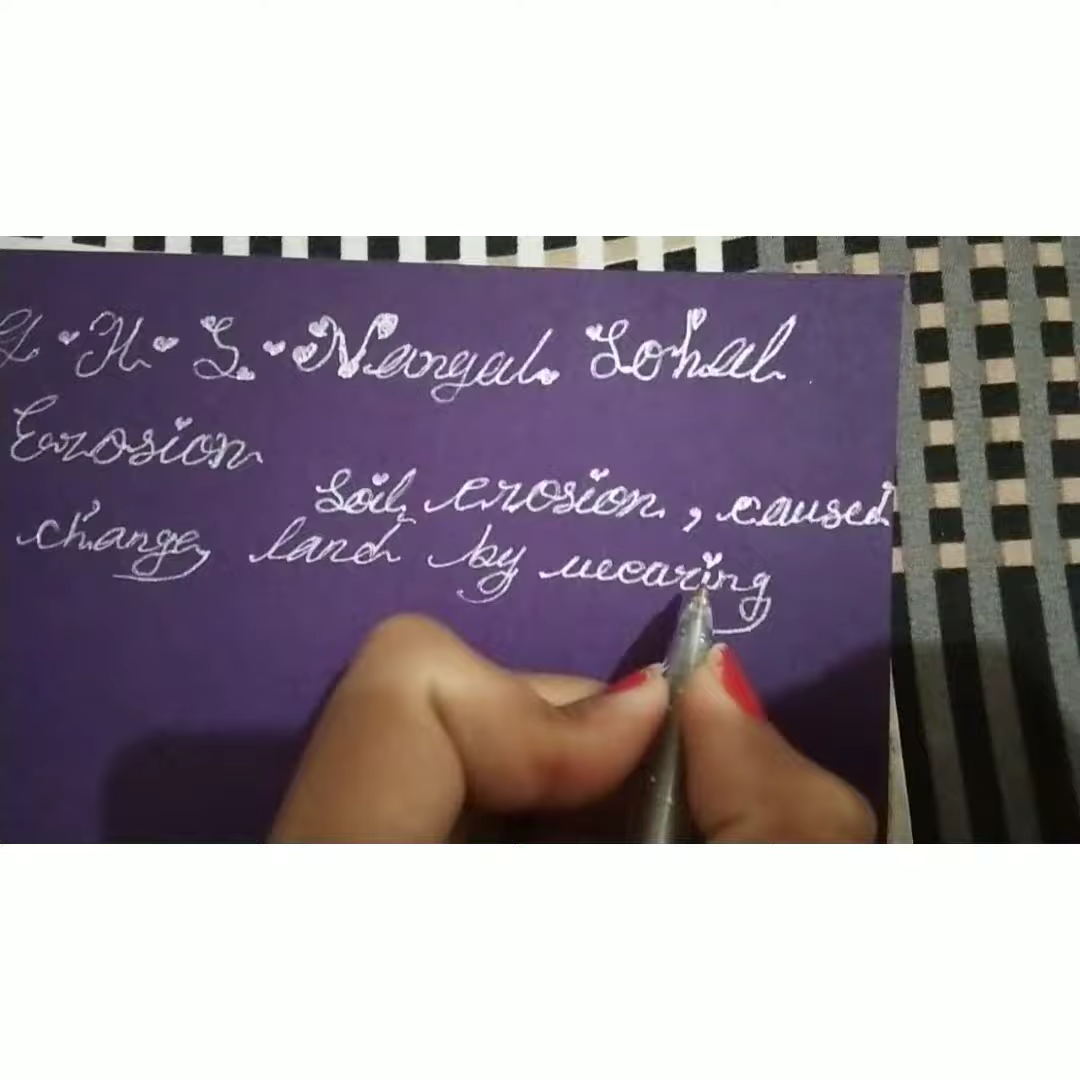 G.H.S.Nangal Sohal
Erosion
Soil erosion, caused
change land by wearing